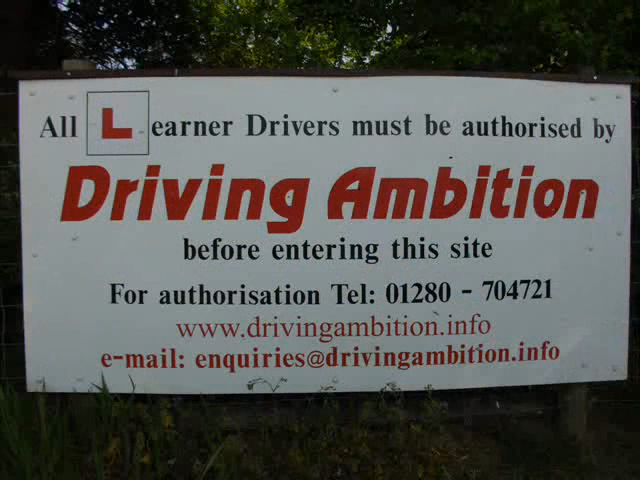 All Learner Drivers must be authorised by
Driving Ambition
before entering this site
For authorisation Tel: 01280 - 704721
www.drivingambition.info
e-mail: enquiries@drivingambition.info